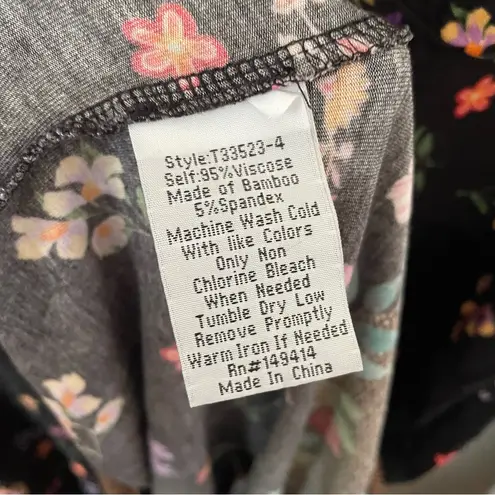 Style:T33523-4
Self:95%Viscose
Made of Bamboo
5%Spandex
Machine Wash Cold
With like Colors
Only Non
Chlorine Bleach
When Needed
Tumble Dry Low
Remove Promptly
Warm Iron If Needed
Rn#149414
Made In China